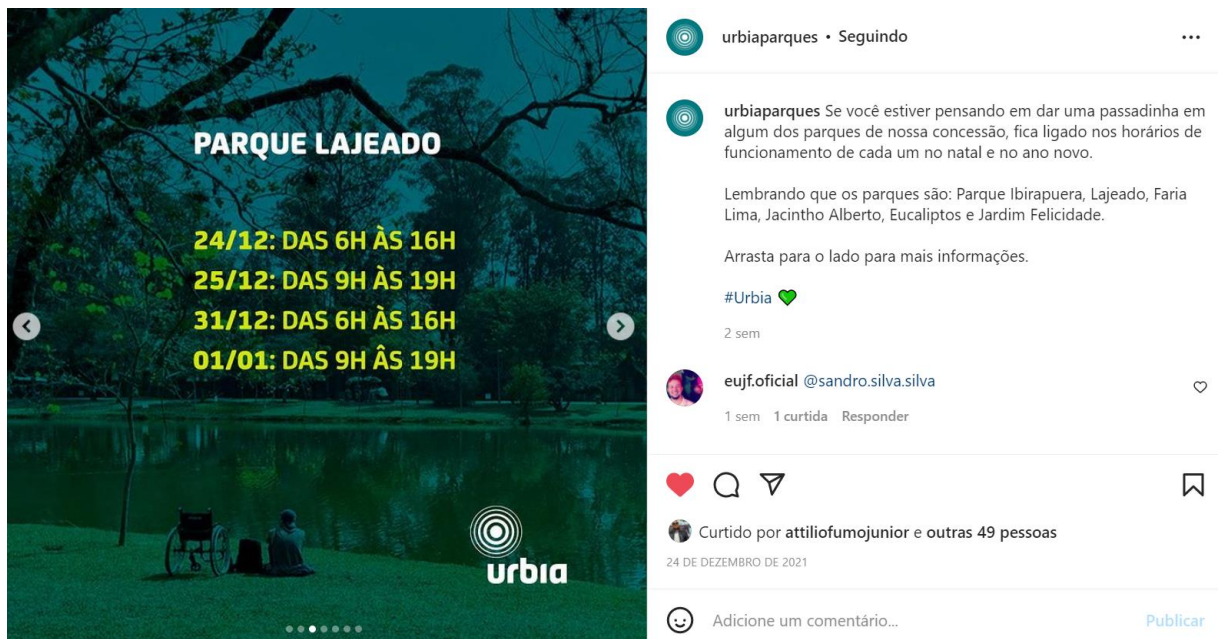 PARQUE LAJEADO
24/12: DAS 6H ÀS 16H
25/12: DAS 9H ÀS 19H
31/12: DAS 6H ÀS 16H
01/01: DAS 9H ÂS 19H
urbia
urbiaparques • Seguindo
urbiaparques Se você estiver pensando em dar uma passadinha em
algum dos parques de nossa concessão, fica ligado nos horários de
funcionamento de cada um no natal e no ano novo.
Lembrando que os parques são: Parque Ibirapuera, Lajeado, Faria
Lima, Jacintho Alberto, Eucaliptos e Jardim Felicidade.
Arrasta para o lado para mais informações.
#Urbia 💚
2 sem
eujf.oficial @sandro.silva.silva
1 sem 1 curtida Responder
Curtido por attiliofumojunior e outras 49 pessoas
24 DE DEZEMBRO DE 2021
Adicione um comentário...
Publicar